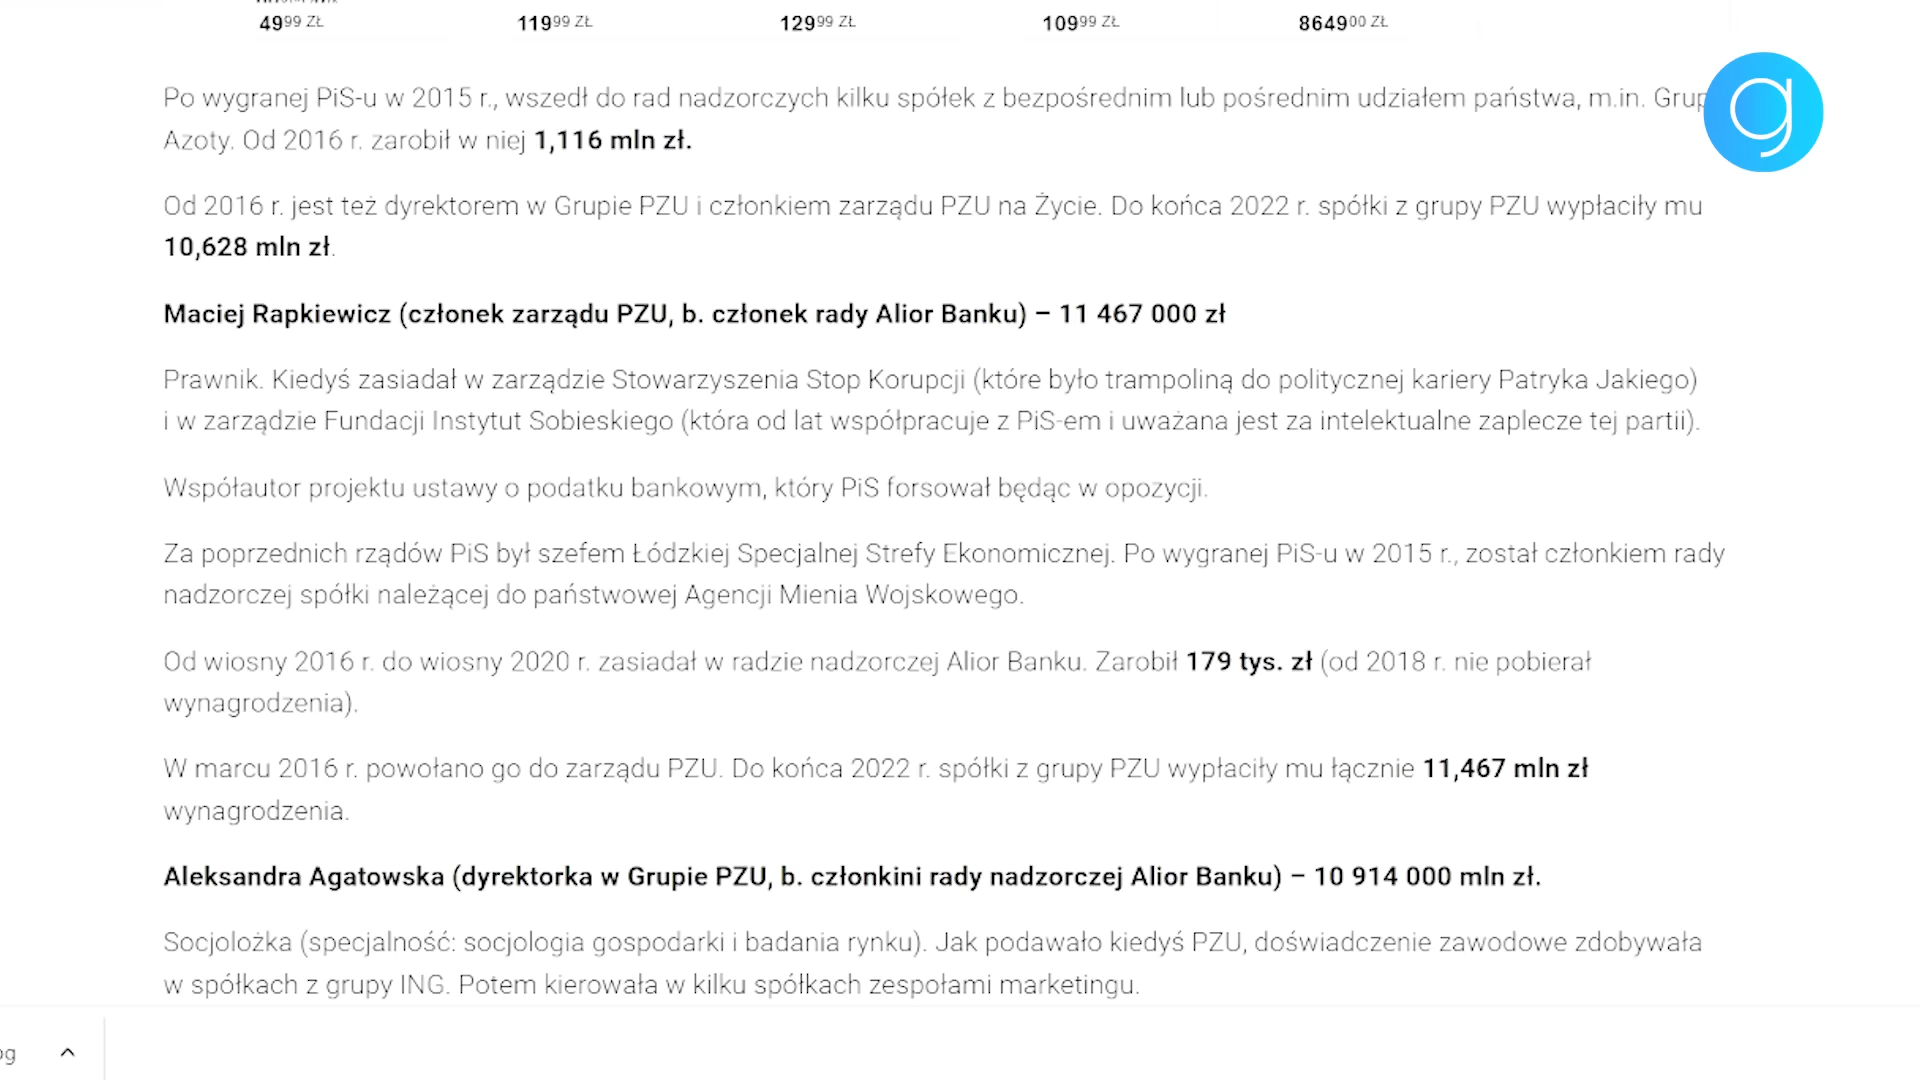 49⁹⁹ ZŁ 119⁹⁹ ZŁ 129⁹⁹ ZŁ 109⁹⁹ ZŁ 8649⁰⁰ ZŁ
g
Po wygranej PiS-u w 2015 r., wszedł do rad nadzorczych kilku spółek z bezpośrednim lub pośrednim udziałem państwa, m.in. Grup
Azoty. Od 2016 r. zarobił w niej 1,116 mln zł.
Od 2016 r. jest też dyrektorem w Grupie PZU i członkiem zarządu PZU na Życie. Do końca 2022 r. spółki z grupy PZU wypłaciły mu
10,628 mln zł.
Maciej Rapkiewicz (członek zarządu PZU, b. członek rady Alior Banku) – 11 467 000 zł
Prawnik. Kiedyś zasiadał w zarządzie Stowarzyszenia Stop Korupcji (które było trampoliną do politycznej kariery Patryka Jakiego)
i w zarządzie Fundacji Instytut Sobieskiego (która od lat współpracuje z PiS-em i uważana jest za intelektualne zaplecze tej partii).
Współautor projektu ustawy o podatku bankowym, który PiS forsował będąc w opozycji.
Za poprzednich rządów PiS był szefem Łódzkiej Specjalnej Strefy Ekonomicznej. Po wygranej PiS-u w 2015 r., został członkiem rady
nadzorczej spółki należącej do państwowej Agencji Mienia Wojskowego.
Od wiosny 2016 r. do wiosny 2020 r. zasiadał w radzie nadzorczej Alior Banku. Zarobił 179 tys. zł (od 2018 r. nie pobierał
wynagrodzenia).
W marcu 2016 r. powołano go do zarządu PZU. Do końca 2022 r. spółki z grupy PZU wypłaciły mu łącznie 11,467 mln zł
wynagrodzenia.
Aleksandra Agatowska (dyrektorka w Grupie PZU, b. członkini rady nadzorczej Alior Banku) – 10 914 000 mln zł.
Socjolożka (specjalność: socjologia gospodarki i badania rynku). Jak podawało kiedyś PZU, doświadczenie zawodowe zdobywała
w spółkach z grupy ING. Potem kierowała w kilku spółkach zespołami marketingu.